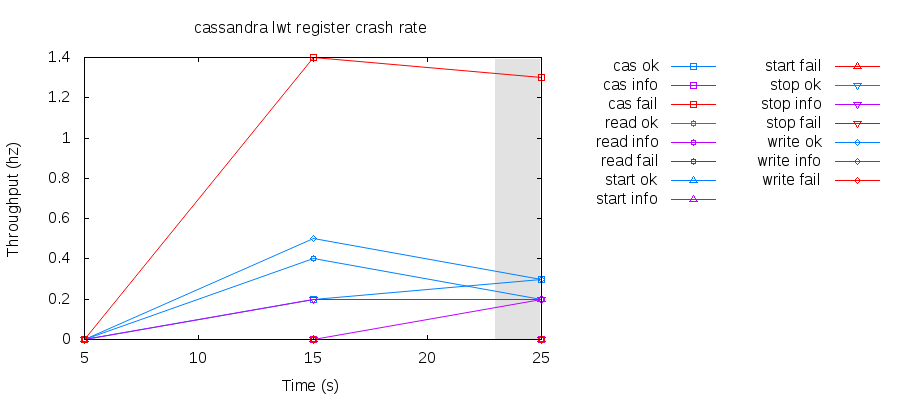 cassandra lwt register crash rate
Throughput (hz)
1.4
1.2
1
0.8
0.6
0.4
0.2
0
5
10
15
20
25
Time (s)
cas ok
cas info
cas fail
read ok
read info
read fail
start ok
start info
start fail
stop ok
stop info
stop fail
write ok
write info
write fail